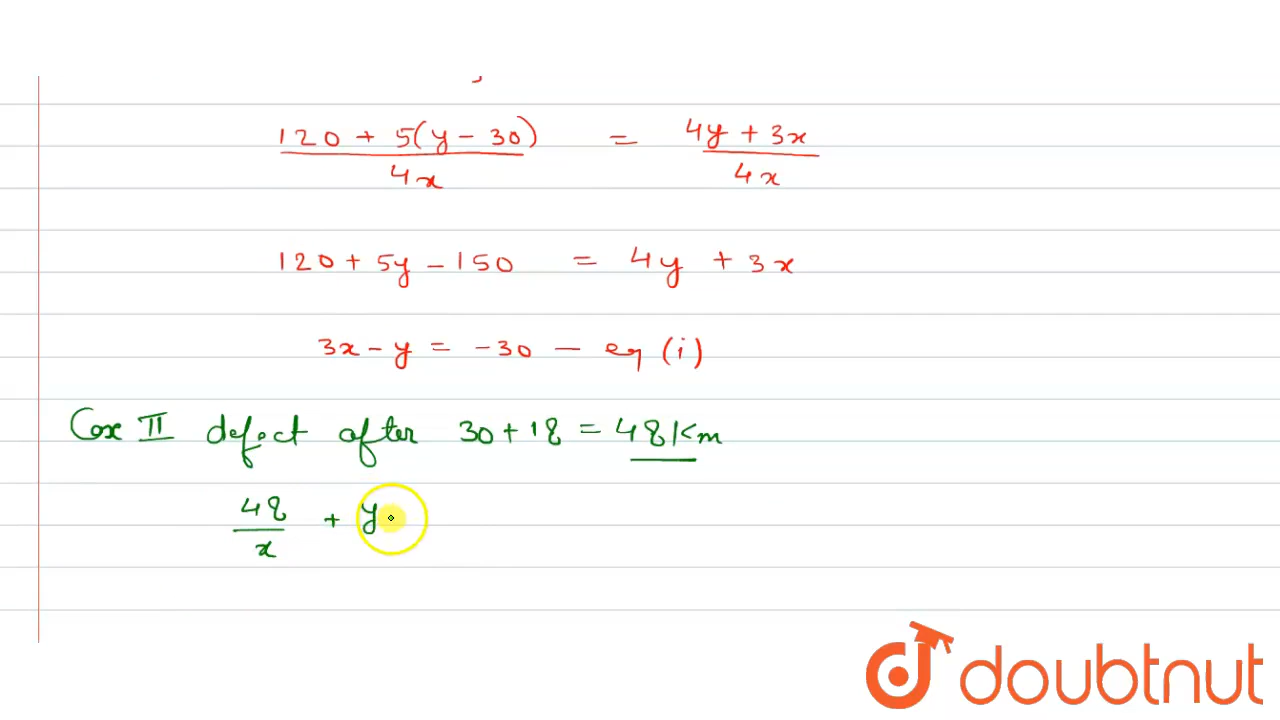 120 + 5(y - 30) / 4x = 4y + 3x / 4x
120 + 5y - 150 = 4y + 3x
3x - y = -30 - eq (i)
Case II defect after 30 + 18 = 48 Km
48 / x + y
doubtnut